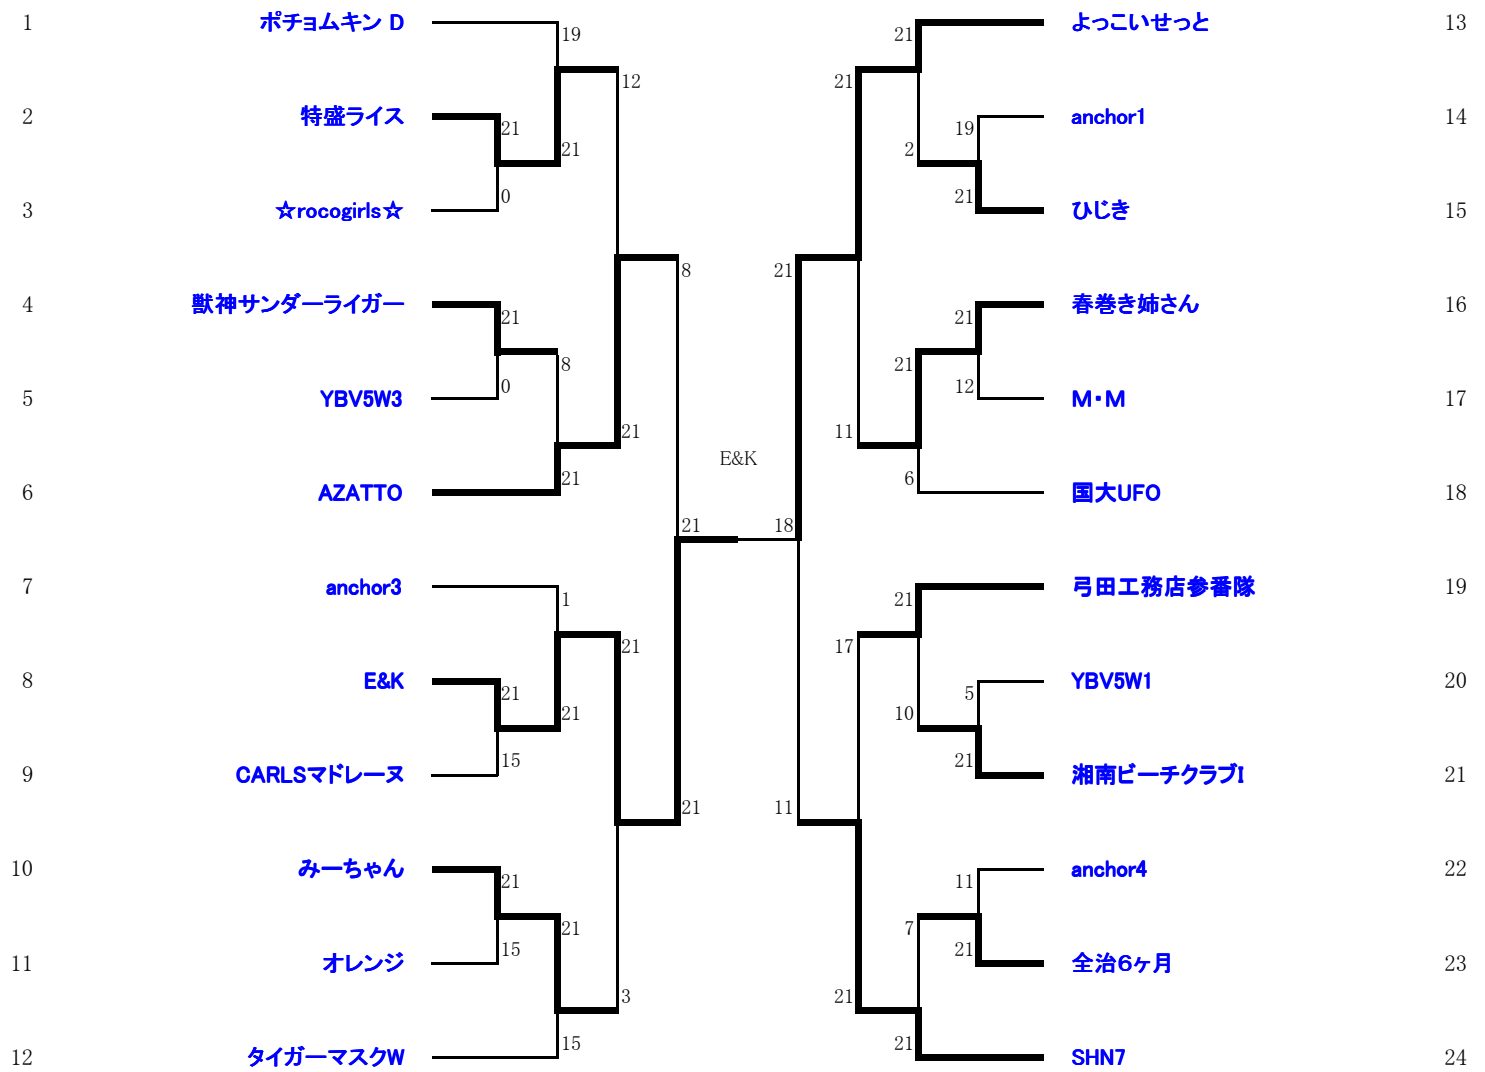 1 ポチョムキン D 19 21 よっこいせっと 13
12 21
2 特盛ライス 21 19 anchor1 14
21 2
3 ☆rocogirls☆ 0 21 ひじき 15
8 21
4 獣神サンダーライガー 21 21 春巻き姉さん 16
8 21
5 YBV5W3 0 12 M・M 17
21 11
E&K
6 AZATTO 21 6 国大UFO 18
21 18
7 anchor3 1 21 弓田工務店参番隊 19
21 17
8 E&K 21 5 YBV5W1 20
21 10
9 CARLSマドレーヌ 15 21 湘南ビーチクラブI 21
21 11
10 みーちゃん 21 11 anchor4 22
21 7
11 オレンジ 15 21 全治6ヶ月 23
3 21
12 タイガーマスクW 15 21 SHN7 24